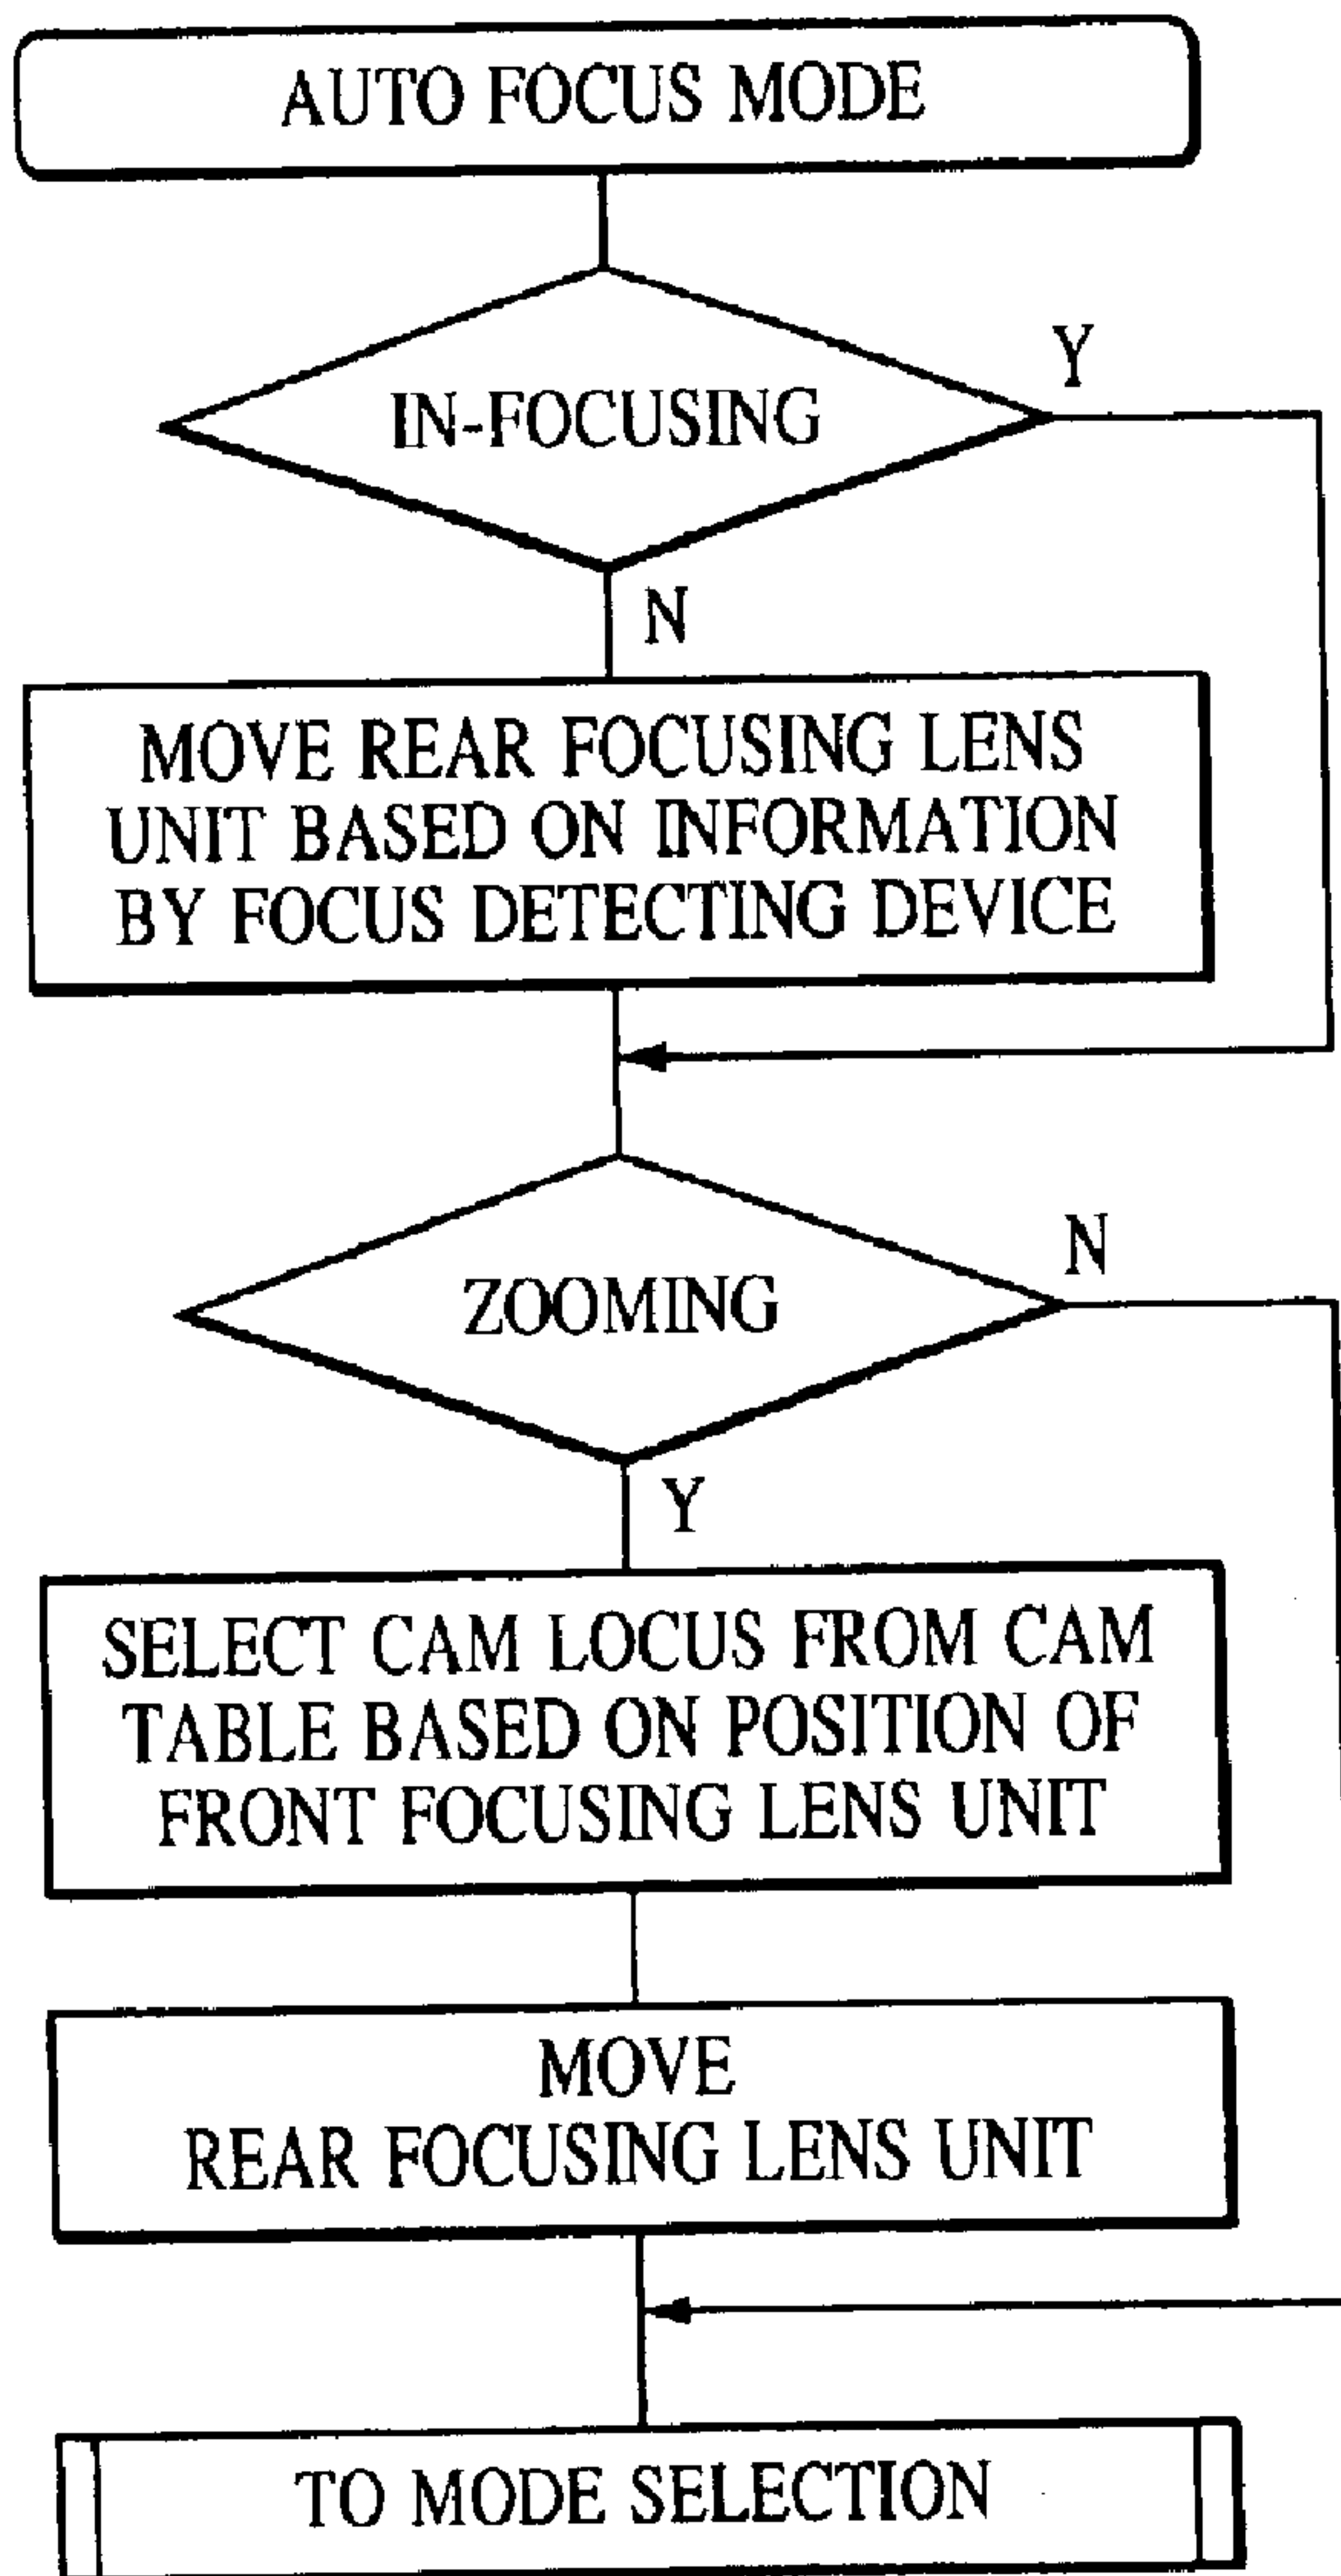 AUTO FOCUS MODE
IN-FOCUSING
Y
N
MOVE REAR FOCUSING LENS
UNIT BASED ON INFORMATION
BY FOCUS DETECTING DEVICE
ZOOMING
N
Y
SELECT CAM LOCUS FROM CAM
TABLE BASED ON POSITION OF
FRONT FOCUSING LENS UNIT
MOVE
REAR FOCUSING LENS UNIT
TO MODE SELECTION